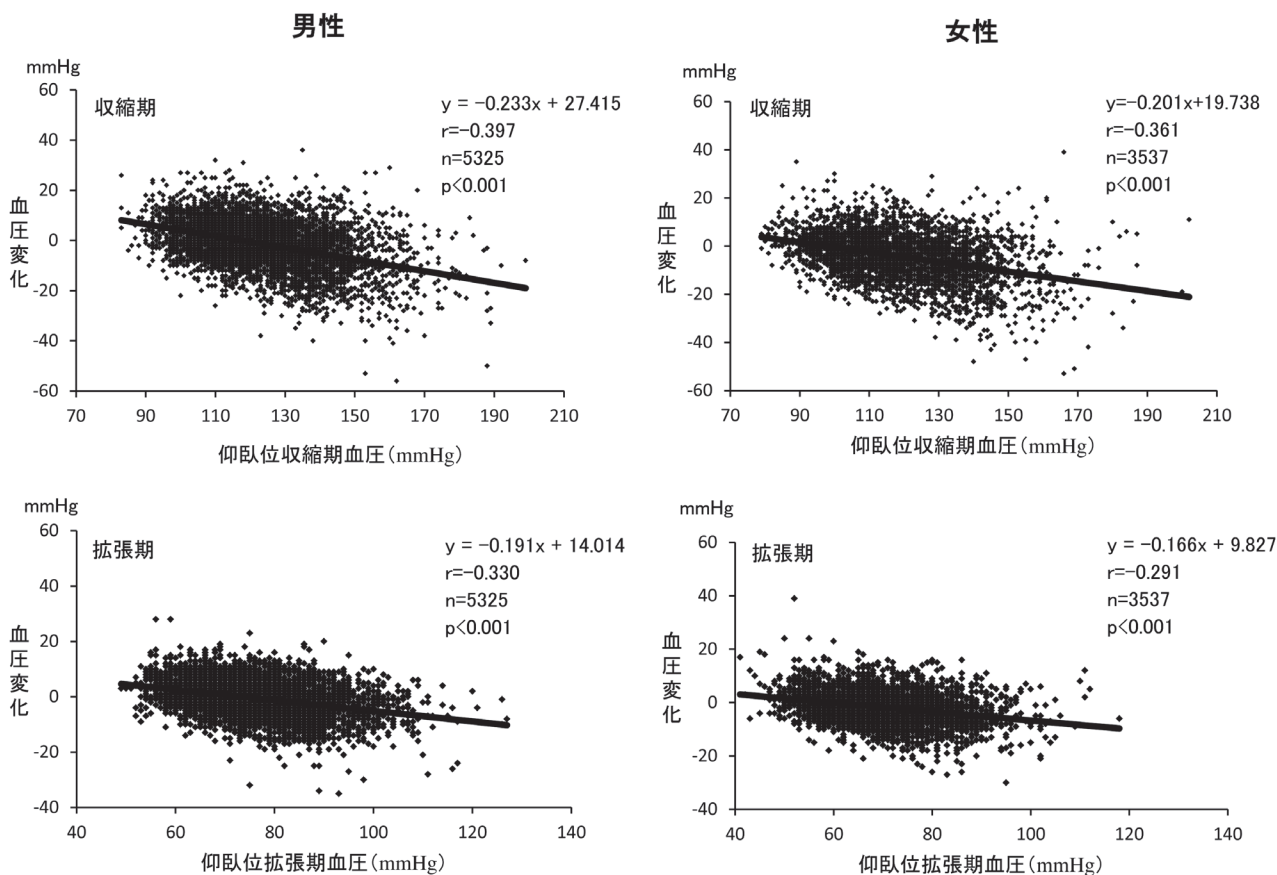 男性
mmHg
収縮期
y = −0.233x + 27.415
r=−0.397
n=5325
p<0.001
60
40
20
0
-20
-40
-60
血圧変化
70 90 110 130 150 170 190 210
仰臥位収縮期血圧(mmHg)
女性
mmHg
収縮期
y=−0.201x+19.738
r=−0.361
n=3537
p<0.001
60
40
20
0
-20
-40
-60
血圧変化
70 90 110 130 150 170 190 210
仰臥位収縮期血圧(mmHg)
mmHg
拡張期
y = −0.191x + 14.014
r=−0.330
n=5325
p<0.001
60
40
20
0
-20
-40
血圧変化
40 60 80 100 120 140
仰臥位拡張期血圧(mmHg)
mmHg
拡張期
y = −0.166x + 9.827
r=−0.291
n=3537
p<0.001
60
40
20
0
-20
-40
血圧変化
40 60 80 100 120 140
仰臥位拡張期血圧(mmHg)